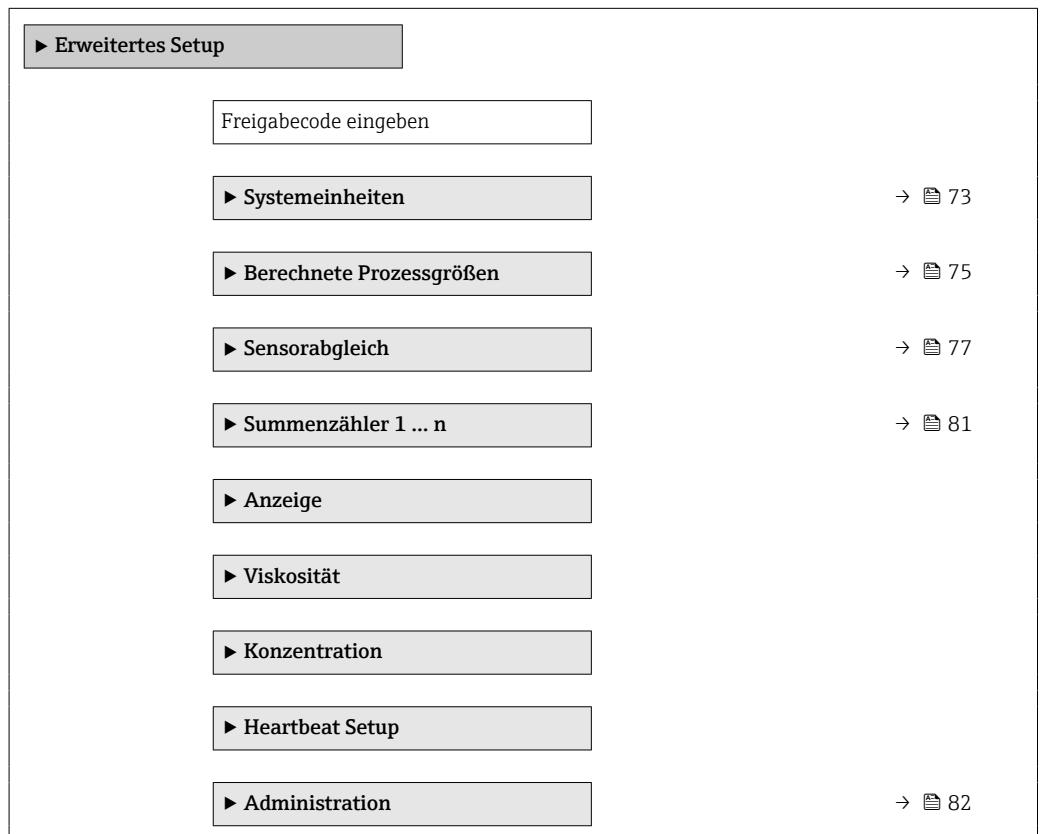 ▶ Erweitertes Setup
Freigabecode eingeben
▶ Systemeinheiten → 73
▶ Berechnete Prozessgrößen → 75
▶ Sensorabgleich → 77
▶ Summenzähler 1 … n → 81
▶ Anzeige
▶ Viskosität
▶ Konzentration
▶ Heartbeat Setup
▶ Administration → 82